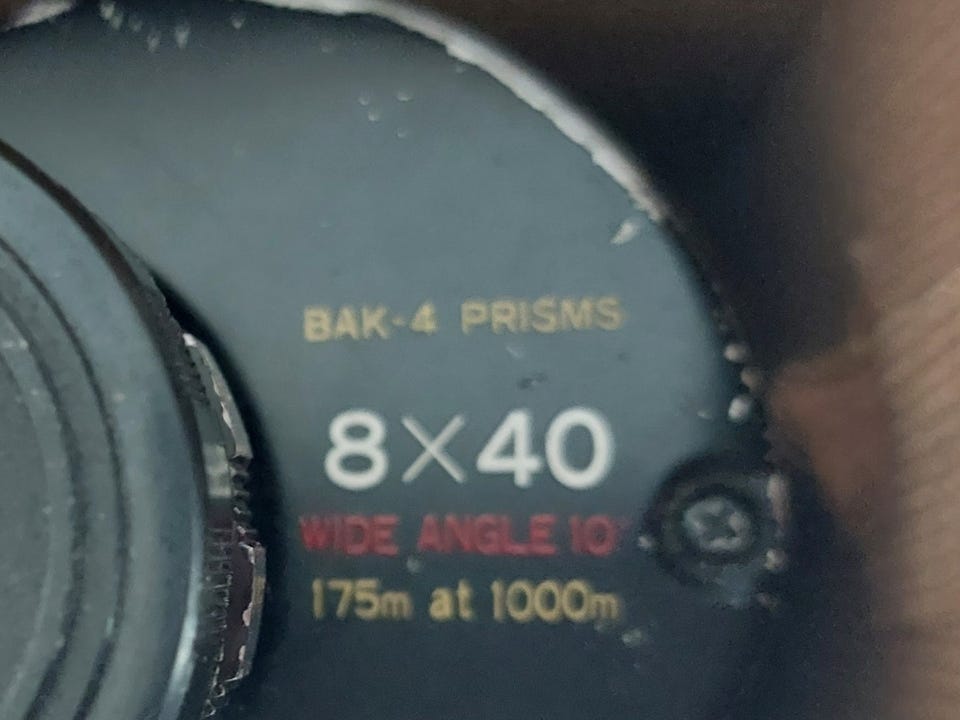 BAK-4 PRISMS
8×40
WIDE ANGLE 10°
175m at 1000m